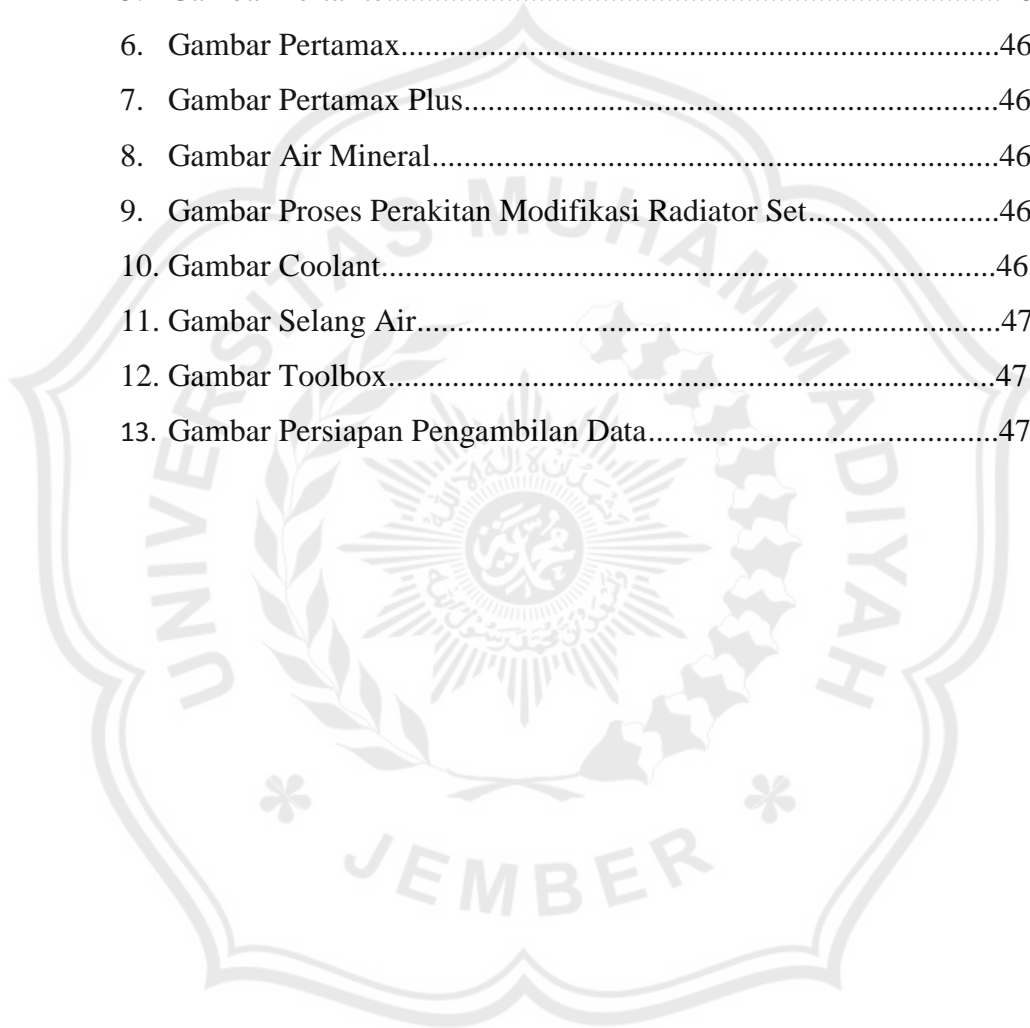 6. Gambar Pertamax..........................................................................46
7. Gambar Pertamax Plus..................................................................46
8. Gambar Air Mineral......................................................................46
9. Gambar Proses Perakitan Modifikasi Radiator Set.......................46
10. Gambar Coolant............................................................................46
11. Gambar Selang Air........................................................................47
12. Gambar Toolbox...........................................................................47
13. Gambar Persiapan Pengambilan Data...........................................47
UNIVERSITAS MUHAMMADIYAH
JEMBER